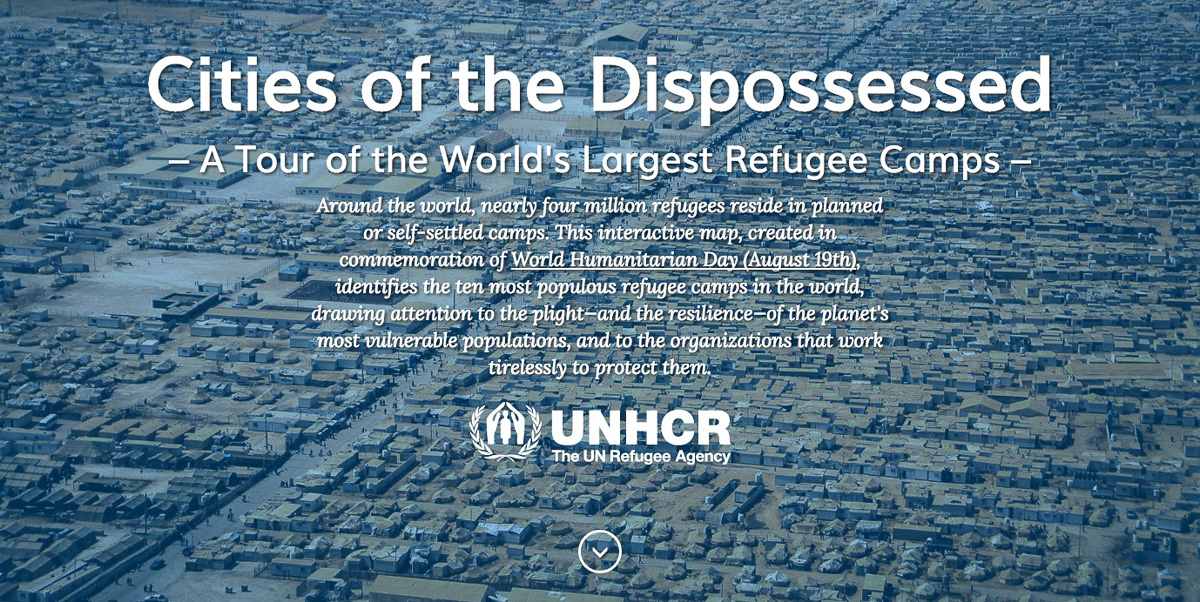 Cities of the Dispossessed
– A Tour of the World's Largest Refugee Camps –
Around the world, nearly four million refugees reside in planned
or self-settled camps. This interactive map, created in
commemoration of World Humanitarian Day (August 19th),
identifies the ten most populous refugee camps in the world,
drawing attention to the plight—and the resilience—of the planet's
most vulnerable populations, and to the organizations that work
tirelessly to protect them.
UNHCR
The UN Refugee Agency